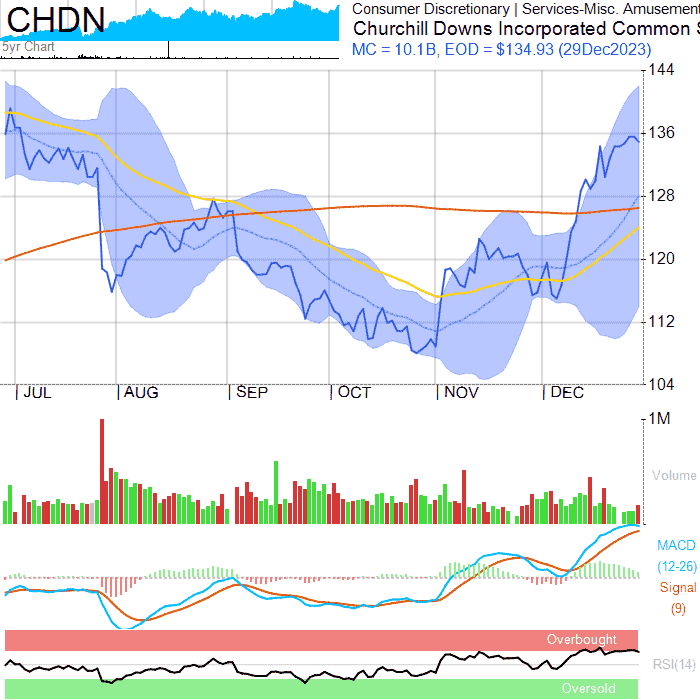 CHDN
5yr Chart
Consumer Discretionary | Services-Misc. Amusement
Churchill Downs Incorporated Common S
MC = 10.1B, EOD = $134.93 (29Dec2023)
144
136
128
120
112
104
JUL AUG SEP OCT NOV DEC
1M
Volume
MACD
(12-26)
Signal
(9)
Overbought
RSI(14)
Oversold